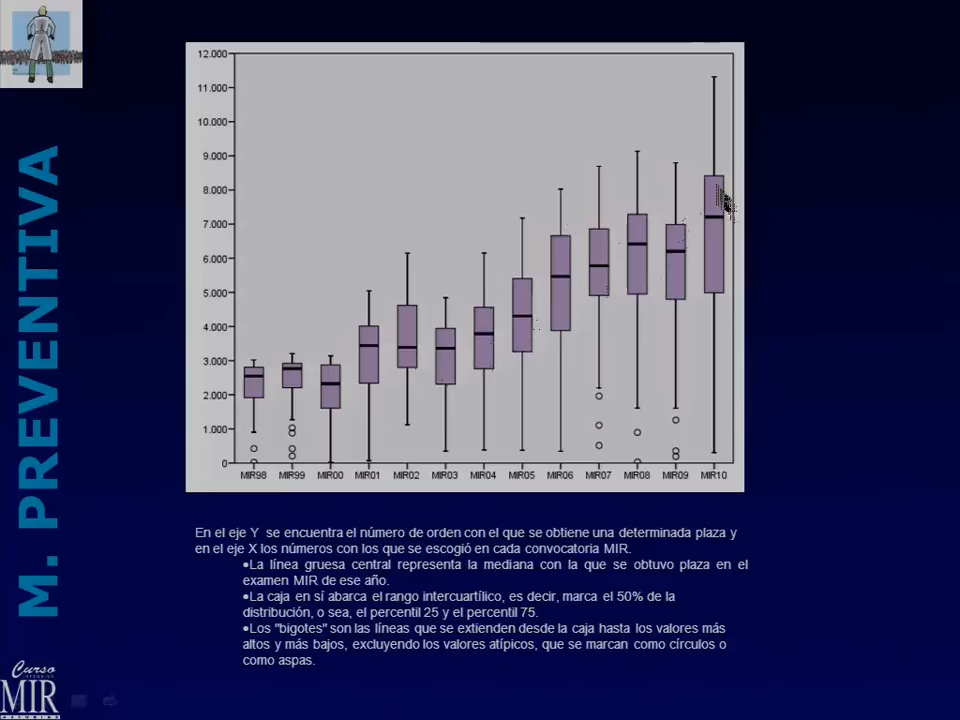 M. PREVENTIVA
12.000
11.000
10.000
9.000
8.000
7.000
6.000
5.000
4.000
3.000
2.000
1.000
0
MIR98 MIR99 MIR00 MIR01 MIR02 MIR03 MIR04 MIR05 MIR06 MIR07 MIR08 MIR09 MIR10
En el eje Y se encuentra el número de orden con el que se obtiene una determinada plaza y
en el eje X los números con los que se escogió en cada convocatoria MIR.
•La línea gruesa central representa la mediana con la que se obtuvo plaza en el
examen MIR de ese año.
•La caja en sí abarca el rango intercuartílico, es decir, marca el 50% de la
distribución, o sea, el percentil 25 y el percentil 75.
•Los "bigotes" son las líneas que se extienden desde la caja hasta los valores más
altos y más bajos, excluyendo los valores atípicos, que se marcan como círculos o
como aspas.
Curso
INTENSIVO
MIR
ASTURIAS